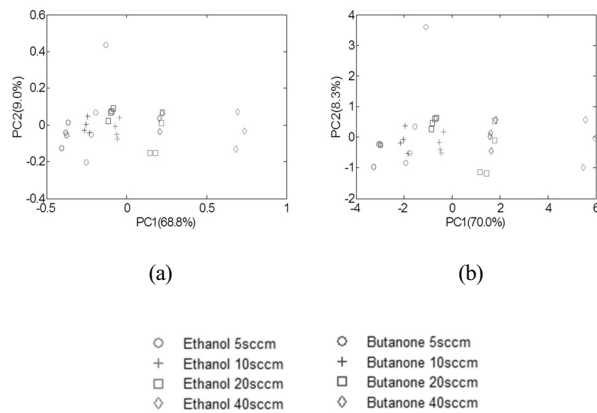 0.6
0.4
0.2
0
-0.2
-0.4
PC2(9.0%)
-0.5
0
0.5
1
PC1(68.8%)
(a)
4
3
2
1
0
-1
-2
PC2(8.3%)
-4
-2
0
2
4
6
PC1(70.0%)
(b)
Ethanol 5sccm
Ethanol 10sccm
Ethanol 20sccm
Ethanol 40sccm
Butanone 5sccm
Butanone 10sccm
Butanone 20sccm
Butanone 40sccm